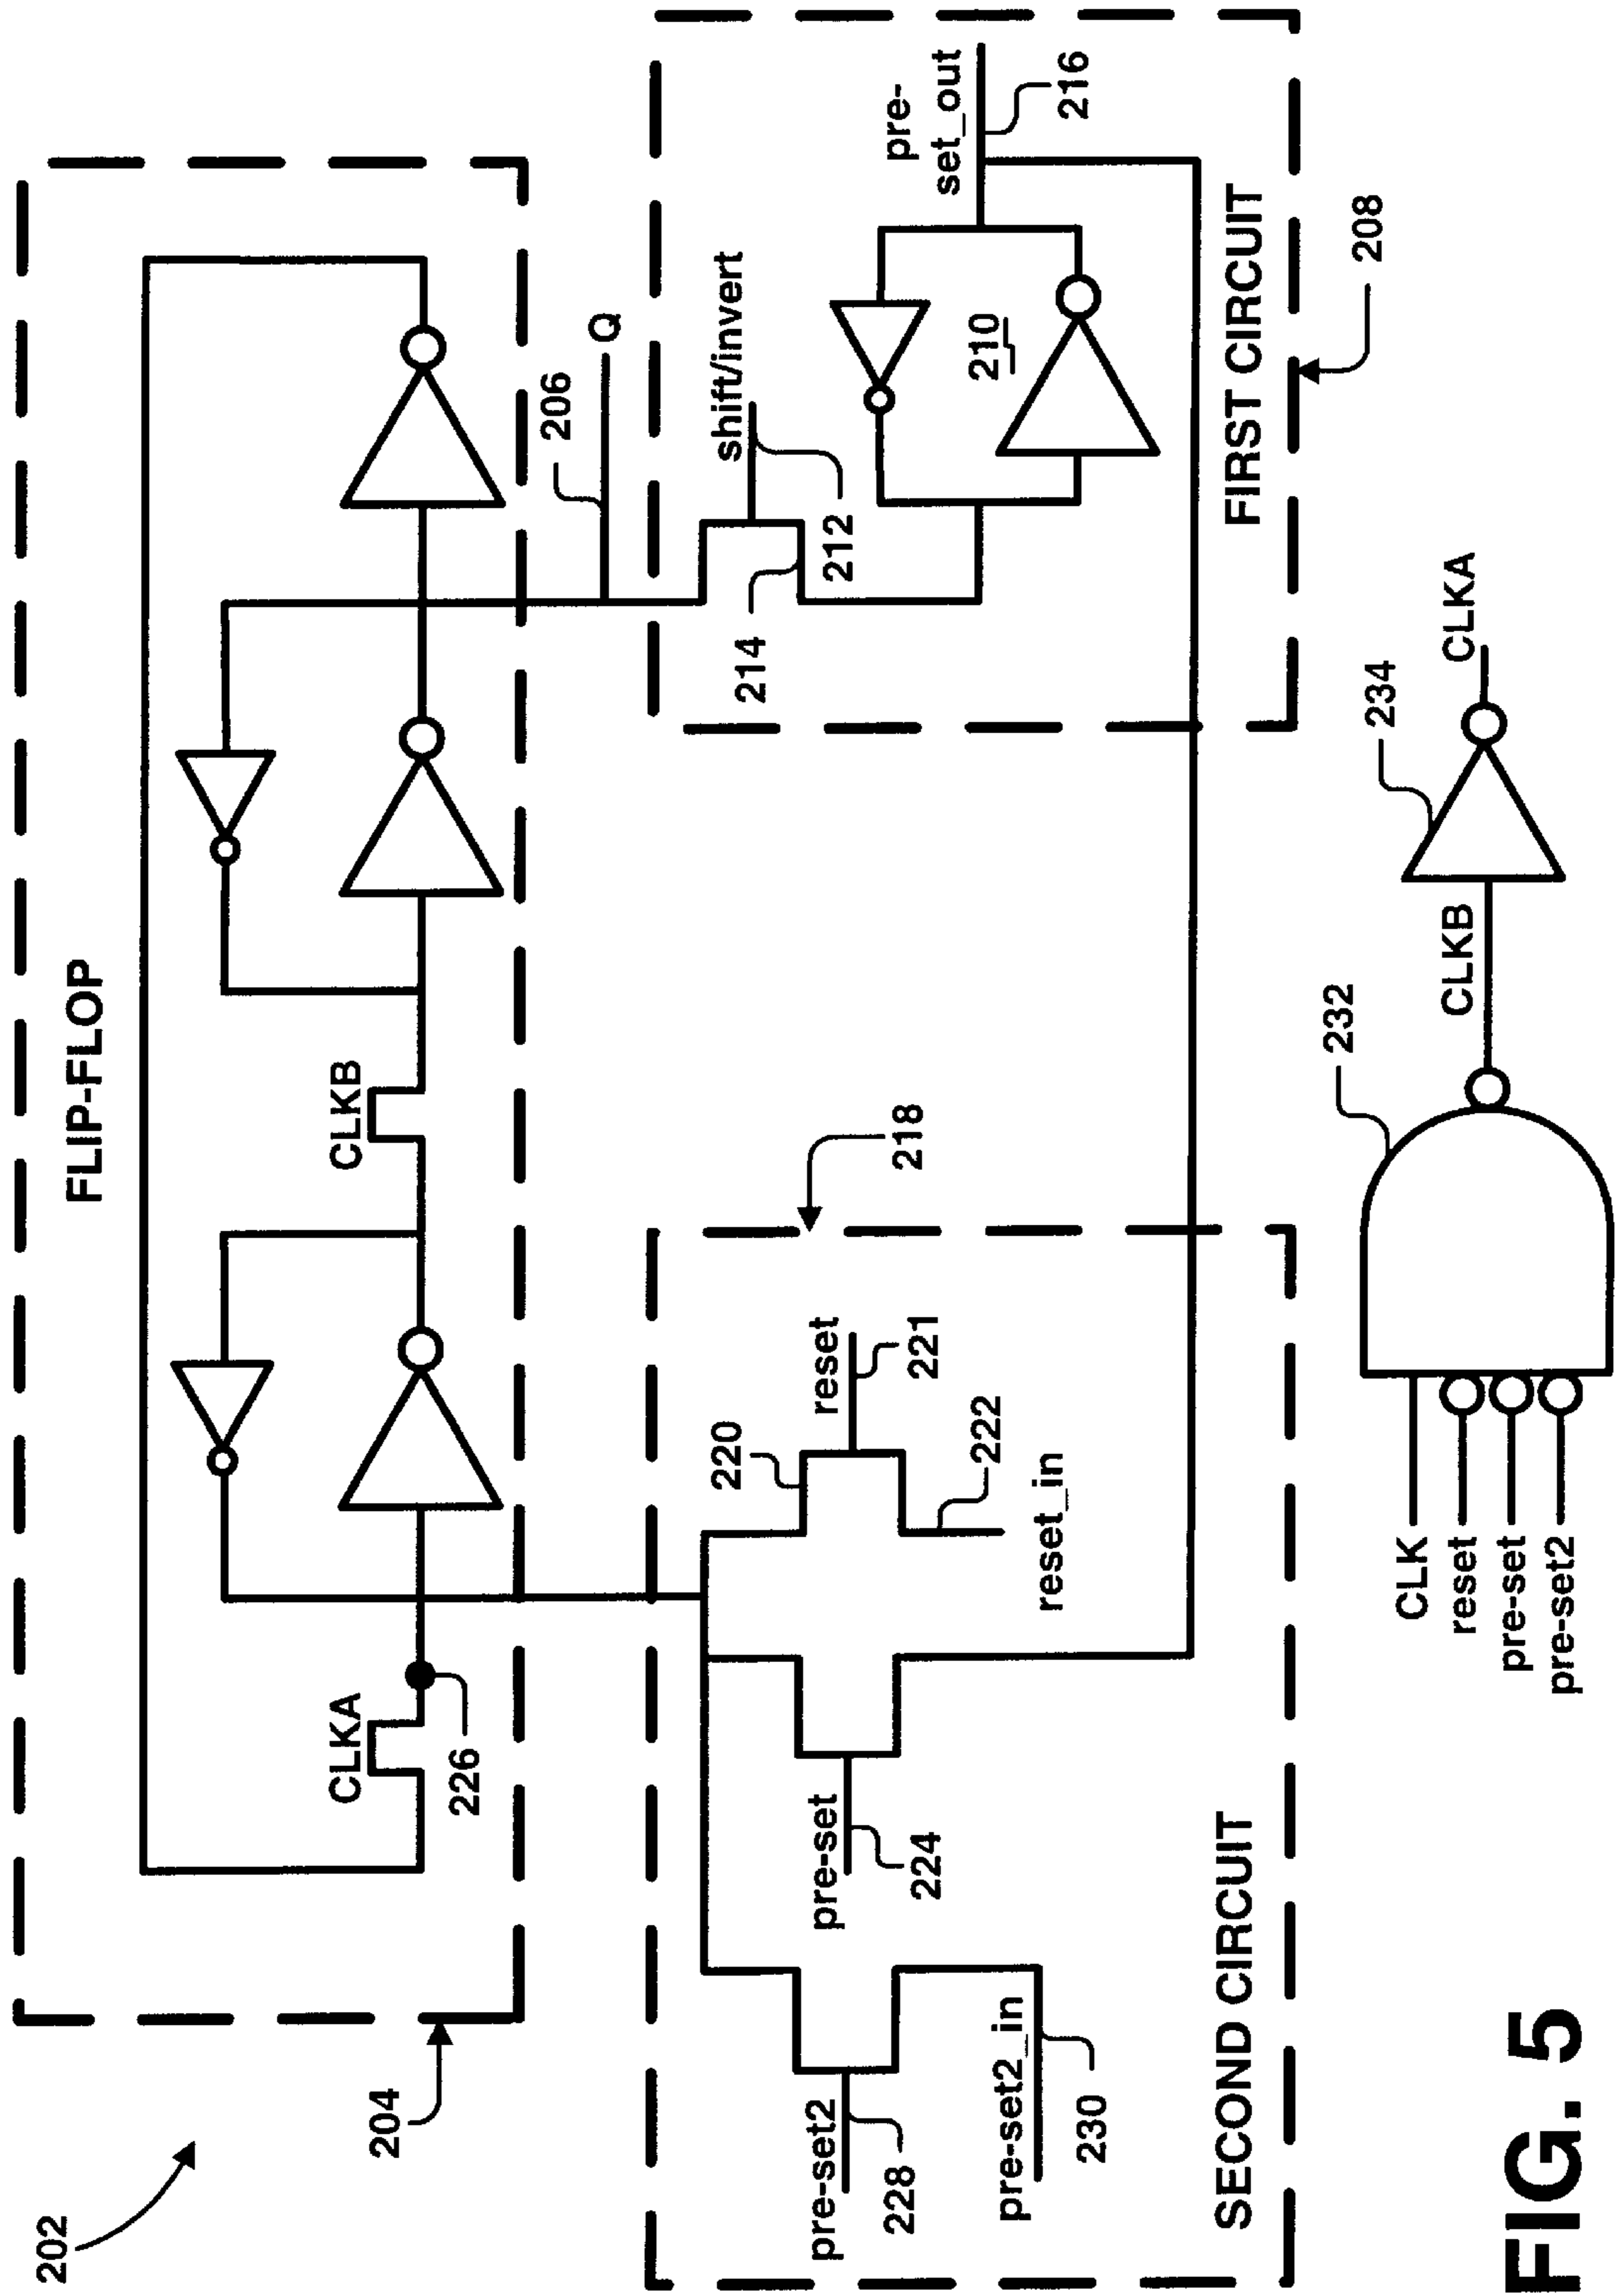 202
204
FLIP-FLOP
CLKA
226
CLKB
206
Q
shift/invert
214
212
210
pre-
set_out
216
FIRST CIRCUIT
208
218
220
reset
221
222
reset_in
pre-set
224
pre-set2
228
pre-set2_in
230
SECOND CIRCUIT
CLK
reset
pre-set
pre-set2
232
CLKB
234
CLKA
FIG. 5